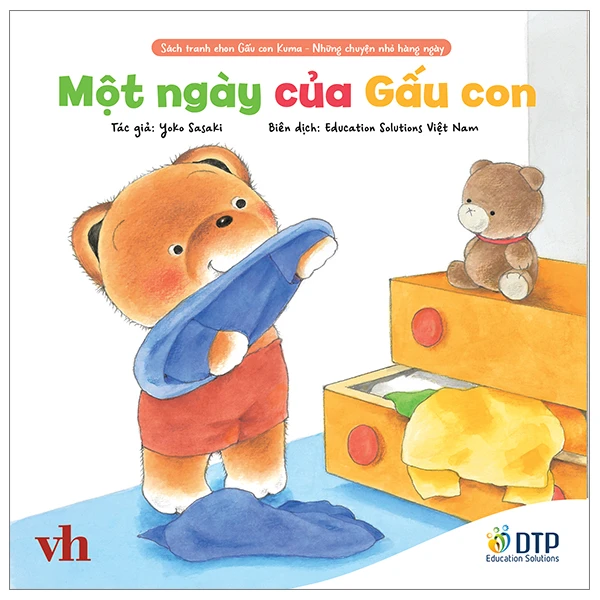 Sách tranh ehon Gấu con Kuma - Những chuyện nhỏ hàng ngày
Một ngày của Gấu con
Tác giả: Yoko Sasaki Biên dịch: Education Solutions Việt Nam
vh
DTP
Education Solutions